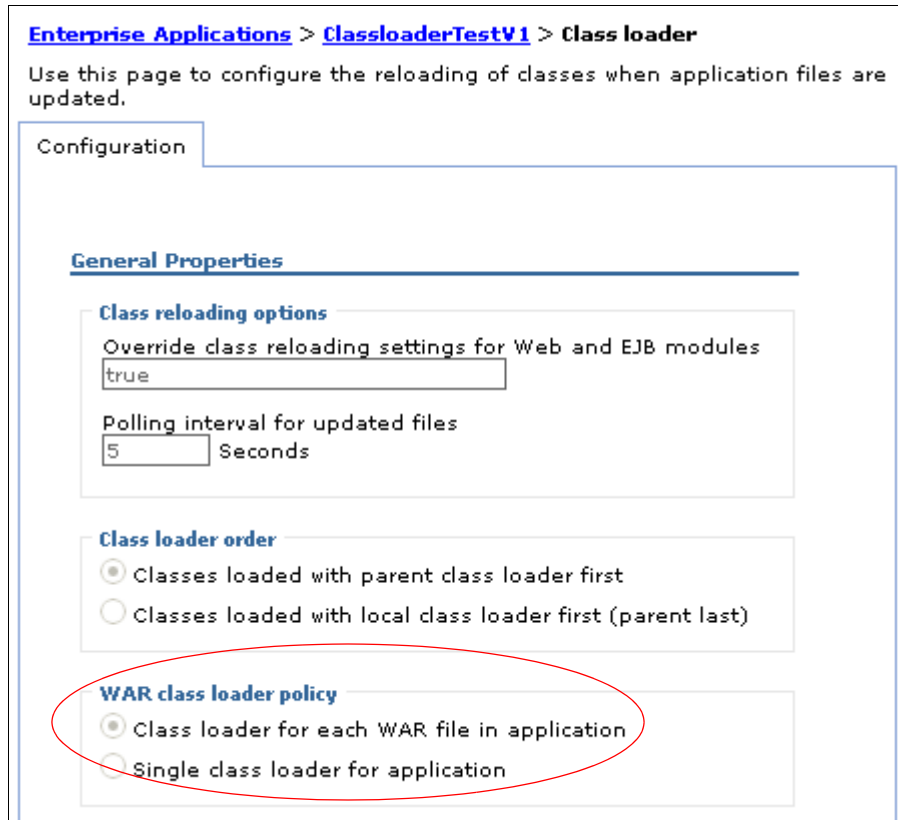 Enterprise Applications > ClassloaderTestV1 > Class loader
Use this page to configure the reloading of classes when application files are
updated.
Configuration
General Properties
Class reloading options
Override class reloading settings for Web and EJB modules
true
Polling interval for updated files
5 Seconds
Class loader order
Classes loaded with parent class loader first
Classes loaded with local class loader first (parent last)
WAR class loader policy
Class loader for each WAR file in application
Single class loader for application